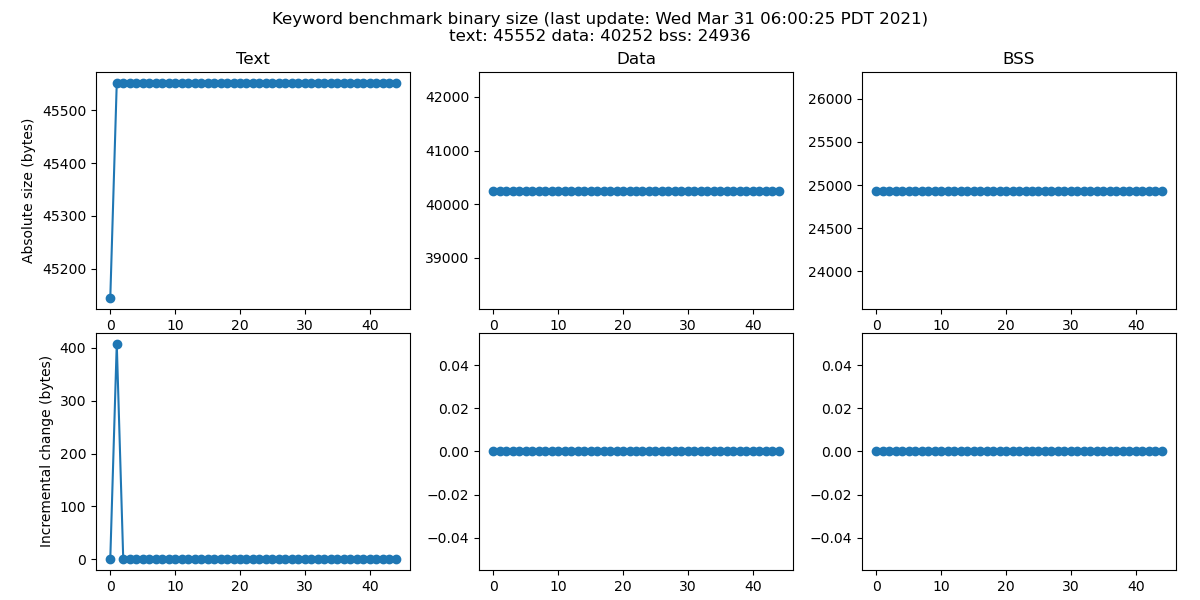 Keyword benchmark binary size (last update: Wed Mar 31 06:00:25 PDT 2021)
text: 45552 data: 40252 bss: 24936
Text
Data
BSS
Absolute size (bytes)
45500
45400
45300
45200
0 10 20 30 40
42000
41000
40000
39000
0 10 20 30 40
26000
25500
25000
24500
24000
0 10 20 30 40
Incremental change (bytes)
400
300
200
100
0
0 10 20 30 40
0.04
0.02
0.00
−0.02
−0.04
0 10 20 30 40
0.04
0.02
0.00
−0.02
−0.04
0 10 20 30 40